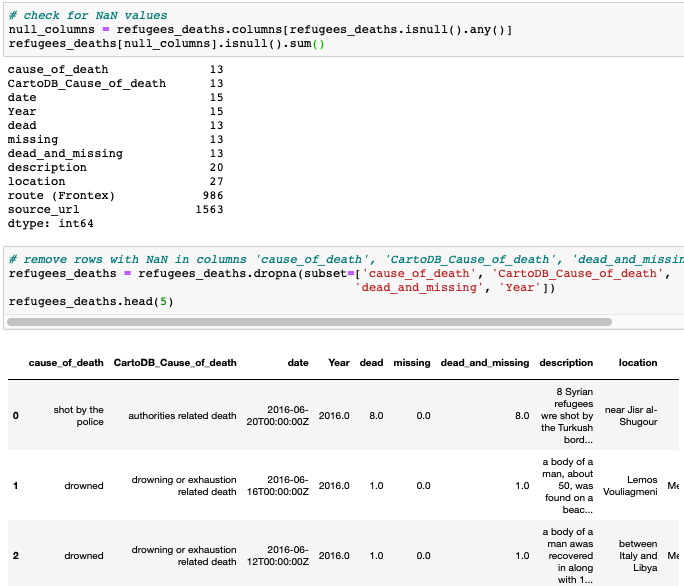 # check for NaN values
null_columns = refugees_deaths.columns[refugees_deaths.isnull().any()]
refugees_deaths[null_columns].isnull().sum()
cause_of_death 13
CartoDB_Cause_of_death 13
date 15
Year 15
dead 13
missing 13
dead_and_missing 13
description 20
location 27
route (Frontex) 986
source_url 1563
dtype: int64
# remove rows with NaN in columns 'cause_of_death', 'CartoDB_Cause_of_death', 'dead_and_missin
refugees_deaths = refugees_deaths.dropna(subset=['cause_of_death', 'CartoDB_Cause_of_death',
'dead_and_missing', 'Year'])
refugees_deaths.head(5)
cause_of_death CartoDB_Cause_of_death date Year dead missing dead_and_missing description location
8 Syrian
refugees
shot by the 2016-06- wre shot by near Jisr al-
0 authorities related death 2016.0 8.0 0.0 8.0
police 20T00:00:00Z the Turkush Shugour
bord...
a body of a
man, about
drowning or exhaustion 2016-06- 50, was Lemos
1 drowned 2016.0 1.0 0.0 1.0 Me
related death 16T00:00:00Z found on a Vouliagmeni
beac...
a body of a
man awas between
drowning or exhaustion 2016-06- recovered Italy and
2 drowned 2016.0 1.0 0.0 1.0 Me
related death 12T00:00:00Z in along Libya
with 1...